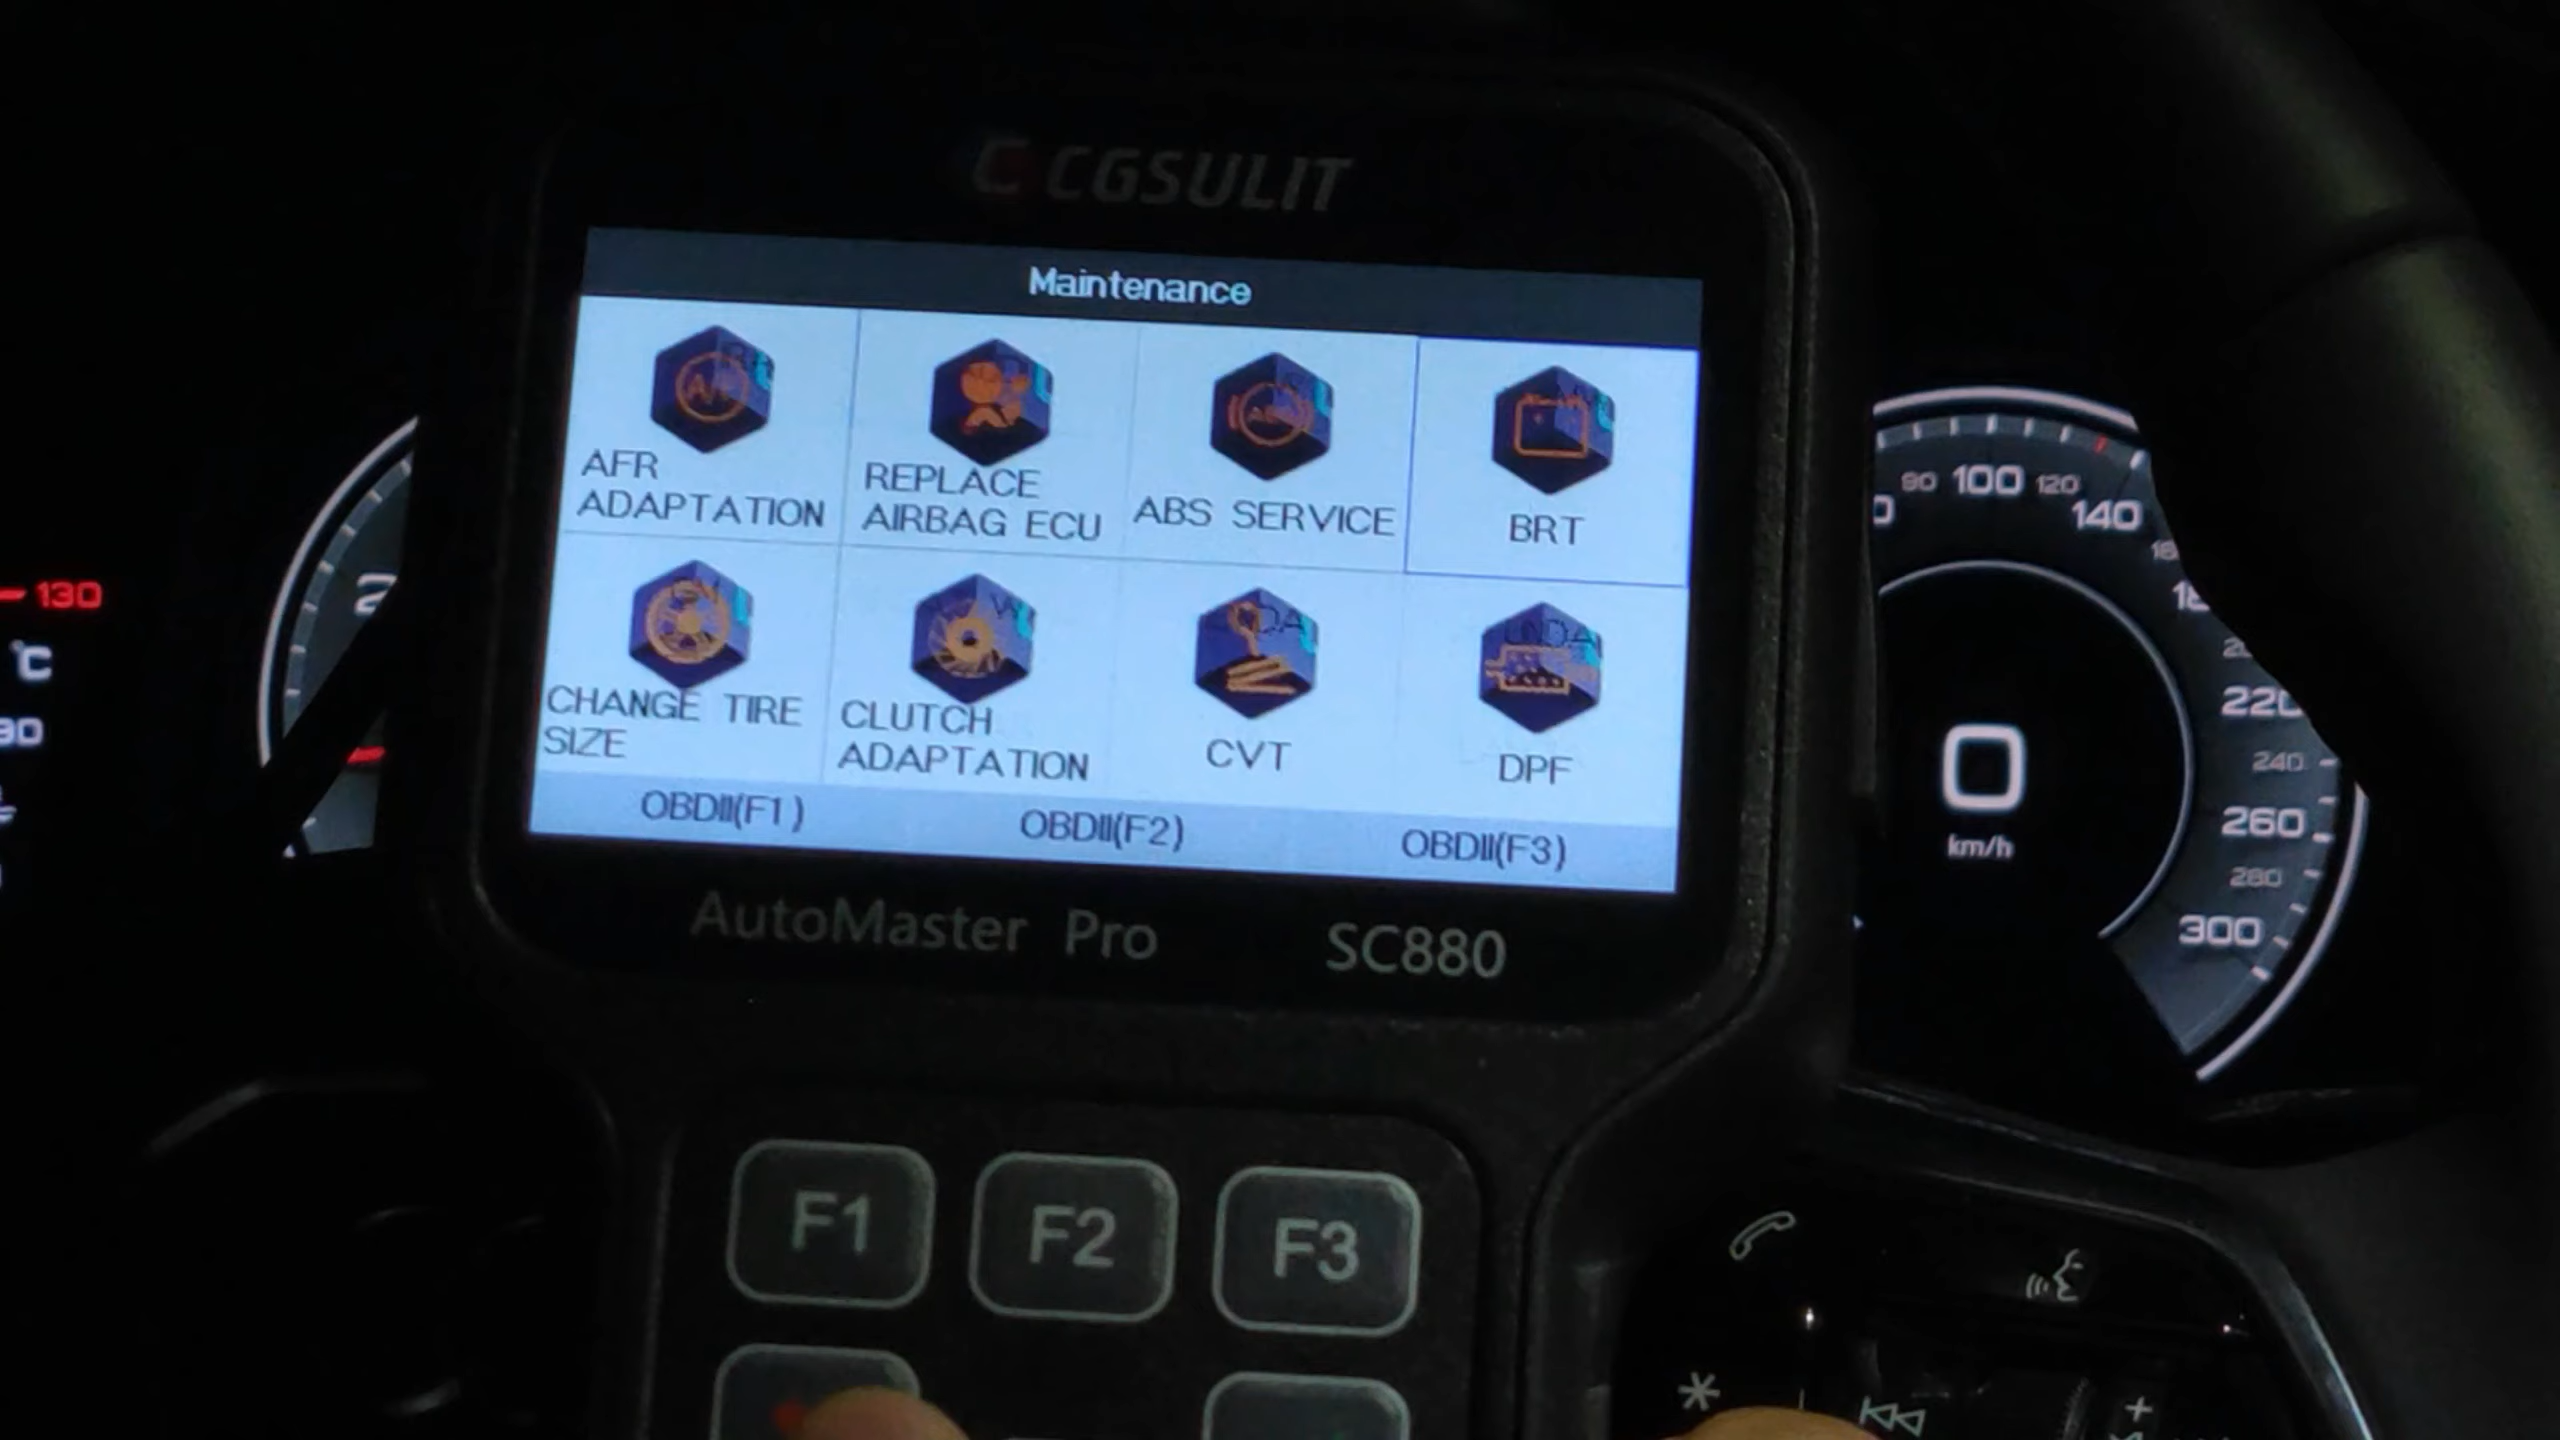 CGSULIT
Maintenance
AFR
ADAPTATION
REPLACE
AIRBAG ECU
ABS SERVICE
BRT
CHANGE TIRE
SIZE
CLUTCH
ADAPTATION
CVT
DPF
OBDII(F1)
OBDII(F2)
OBDII(F3)
AutoMaster Pro
SC880
F1
F2
F3
130
°C
2
90
100
120
140
220
240
260
280
300
0
km/h